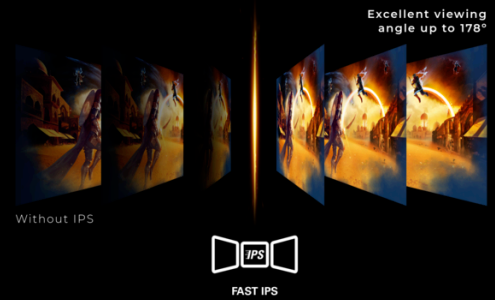 Excellent viewing
angle up to 178°
Without IPS
IPS
FAST IPS